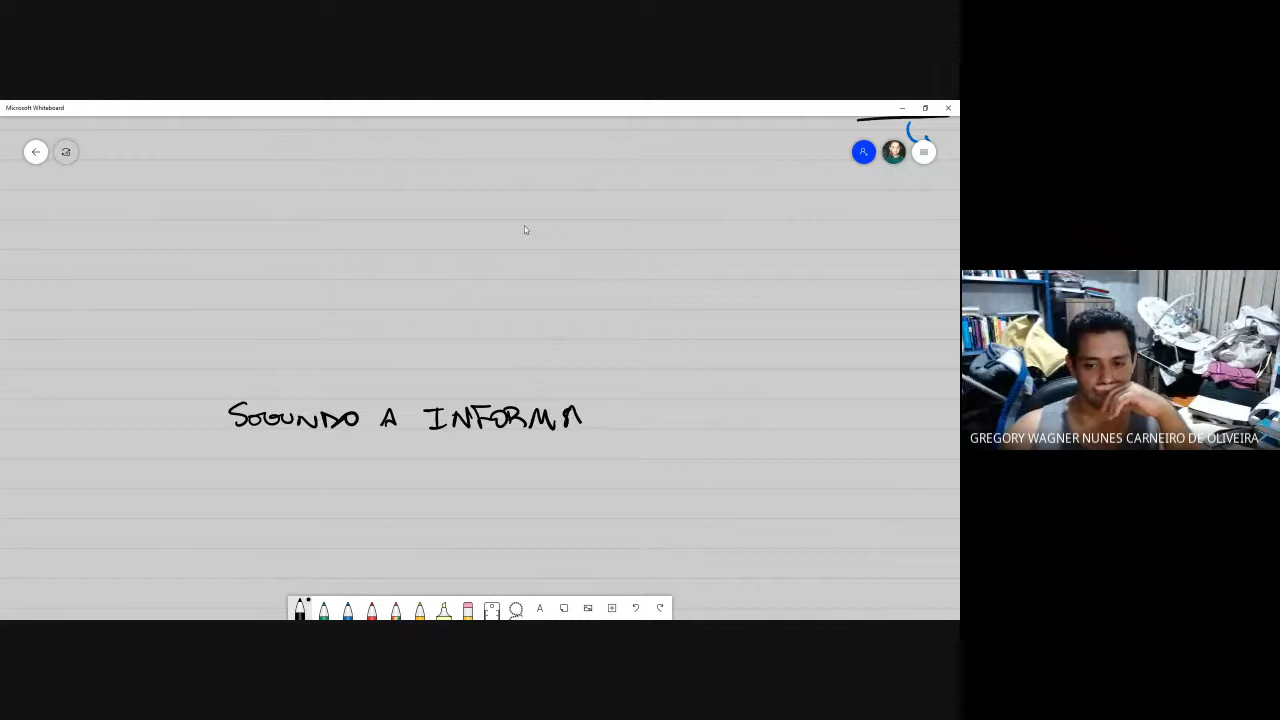 Microsoft Whiteboard
SEGUNDO A INFORMA
GREGORY WAGNER NUNES CARNEIRO DE OLIVEIRA